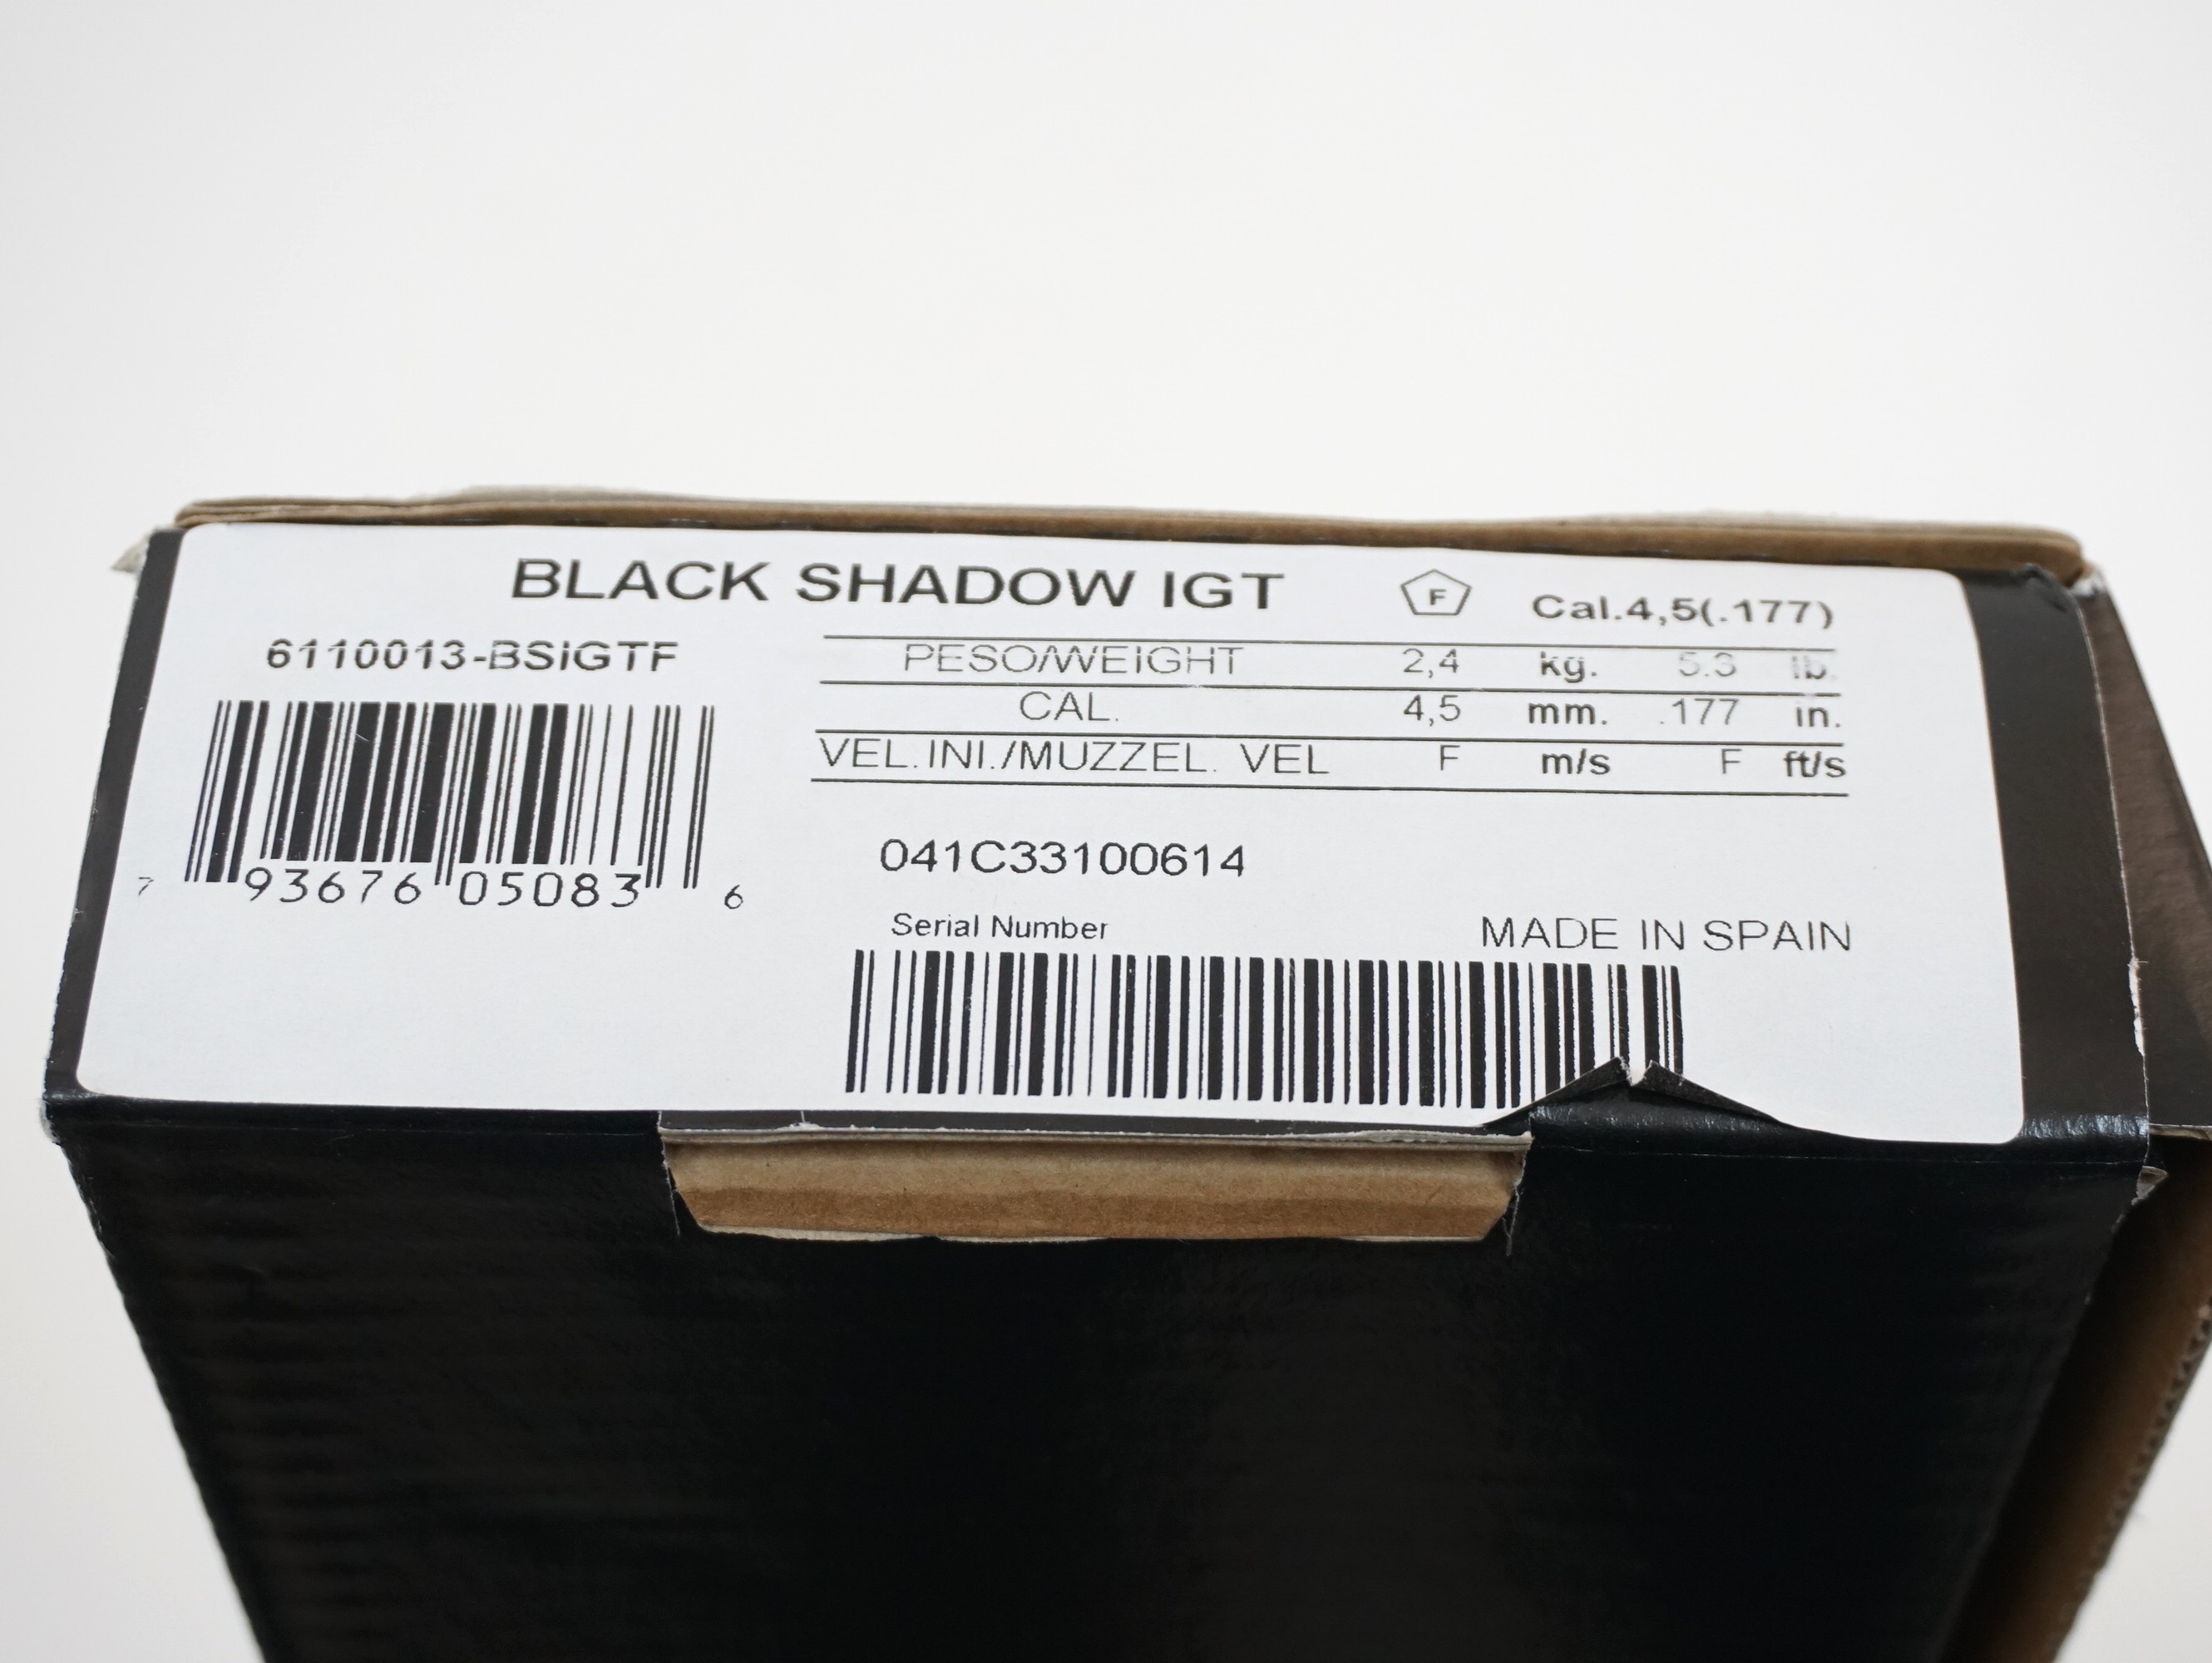 BLACK SHADOW IGT F Cal.4,5(.177)
6110013-BSIGTF
PESO/WEIGHT 2,4 kg. 5.3 lb.
CAL. 4,5 mm. .177 in.
VEL.INI./MUZZEL. VEL F m/s F ft/s
7 93676 05083 6
041C33100614
Serial Number
MADE IN SPAIN